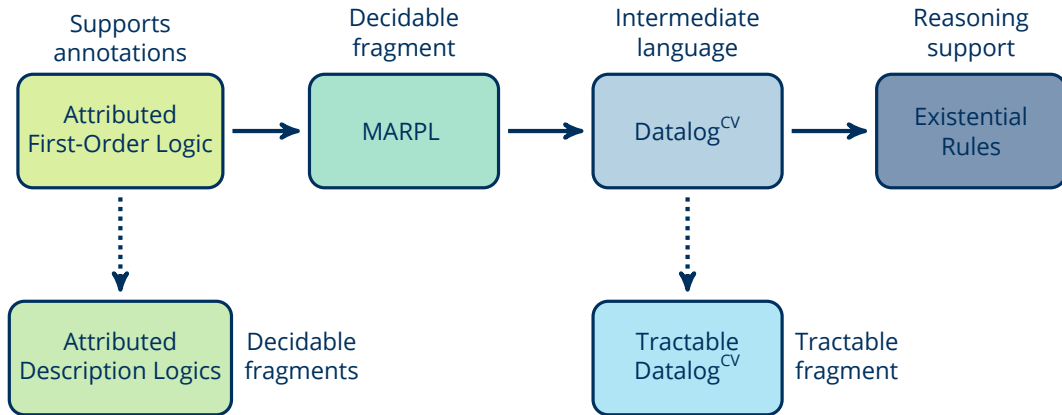 Supports
annotations
Decidable
fragment
Intermediate
language
Reasoning
support
Attributed
First-Order Logic
MARPL
Datalog^CV
Existential
Rules
Attributed
Description Logics
Decidable
fragments
Tractable
Datalog^CV
Tractable
fragment